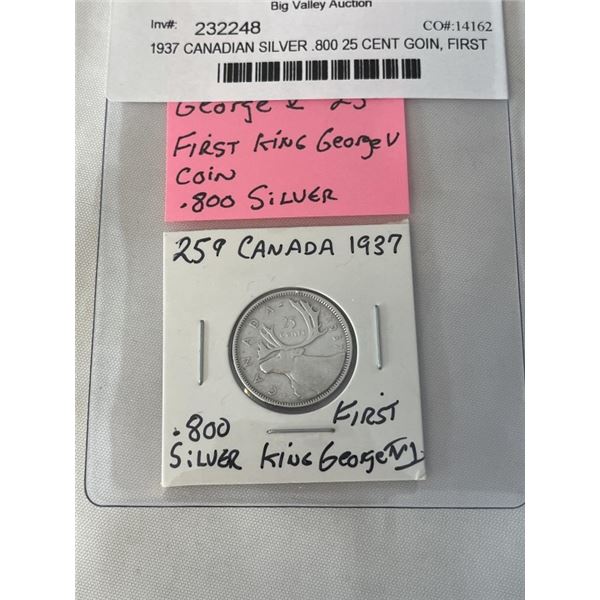 Big Valley Auction
Inv#: 232248 CO#:14162
1937 CANADIAN SILVER .800 25 CENT GOIN, FIRST
George V 25
FIRST KING George V
COIN
.800 SILVER
25¢ CANADA 1937
CANADA 25 CENTS 1937
.800 FIRST
SILVER KING George VI